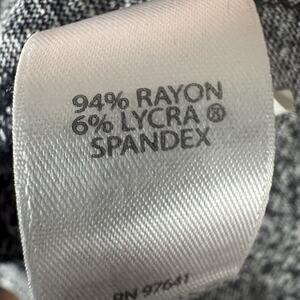 94% RAYON
6% LYCRA ®
SPANDEX
RN 97641